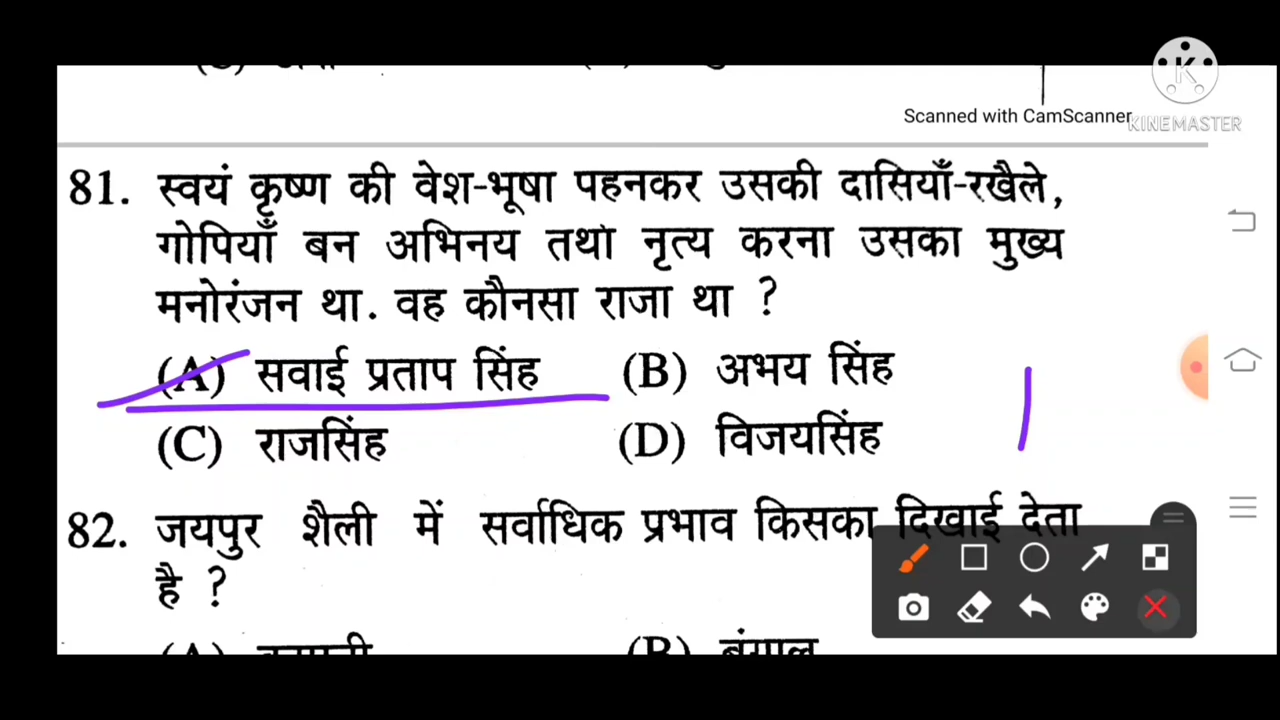 Scanned with CamScanner
KINEMASTER
81. स्वयं कृष्ण की वेश-भूषा पहनकर उसकी दासियाँ-रखैले,
गोपियाँ बन अभिनय तथा नृत्य करना उसका मुख्य
मनोरंजन था. वह कौनसा राजा था ?
(A) सवाई प्रताप सिंह (B) अभय सिंह
(C) राजसिंह (D) विजयसिंह
82. जयपुर शैली में सर्वाधिक प्रभाव किसका दिखाई देता
है ?
(A) (B) बंगाल